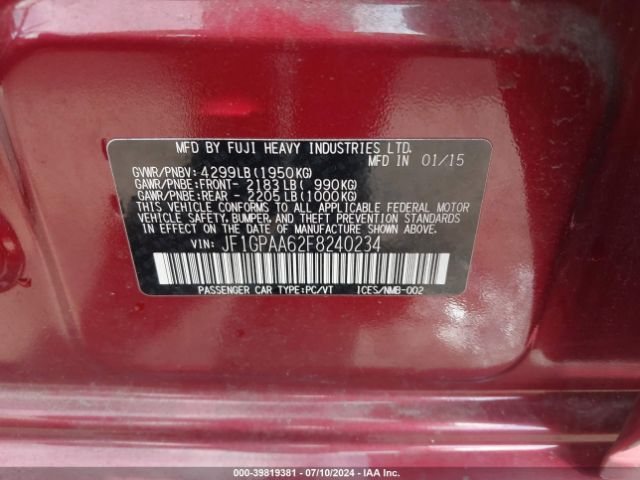 MFD BY FUJI HEAVY INDUSTRIES LTD.
MFD IN 01/15
GVWR/PNBV: 4299LB(1950KG)
GAWR/PNBE:FRONT- 2183LB( 990KG)
GAWR/PNBE:REAR - 2205LB(1000KG)
THIS VEHICLE CONFORMS TO ALL APPLICABLE FEDERAL MOTOR
VEHICLE SAFETY, BUMPER, AND THEFT PREVENTION STANDARDS
IN EFFECT ON THE DATE OF MANUFACTURE SHOWN ABOVE.
VIN: JF1GPAA62F8240234
PASSENGER CAR TYPE:PC/VT ICES/NMB-002
000-39819381 - 07/10/2024 - IAA Inc.